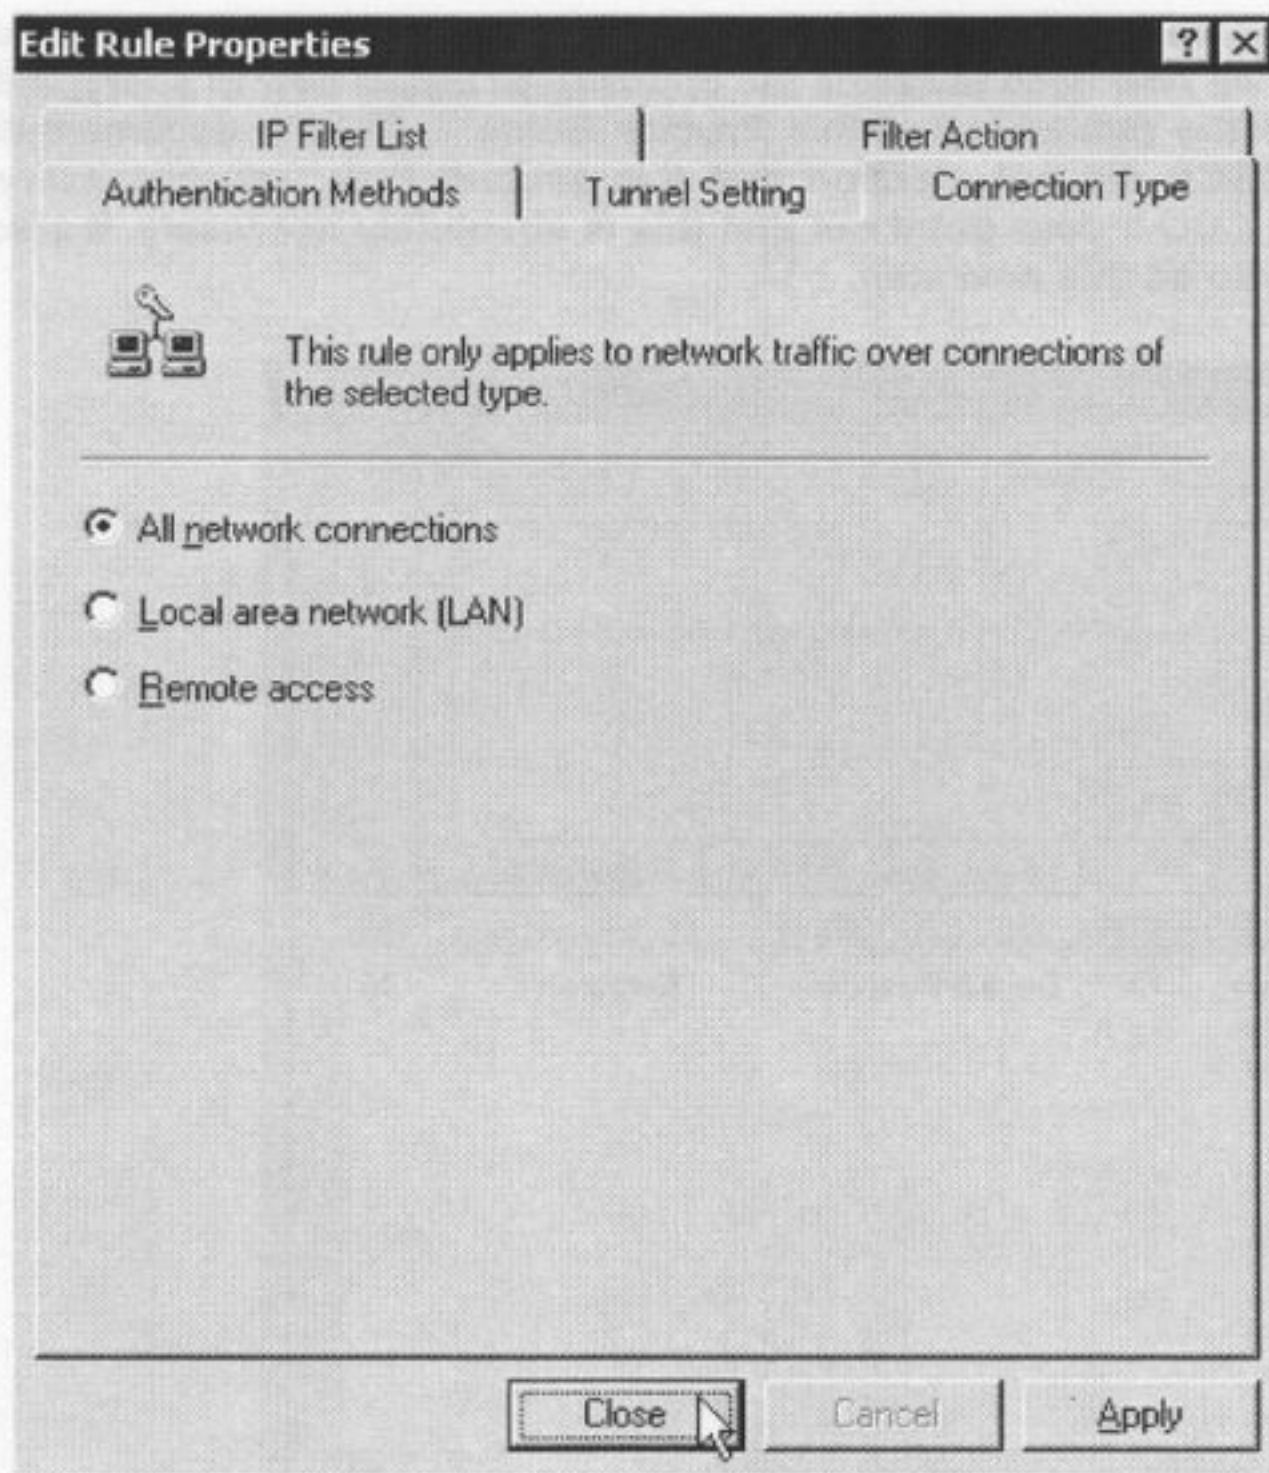 Edit Rule Properties
IP Filter List
Filter Action
Authentication Methods
Tunnel Setting
Connection Type
This rule only applies to network traffic over connections of
the selected type.
All network connections
Local area network (LAN)
Remote access
Close
Cancel
Apply